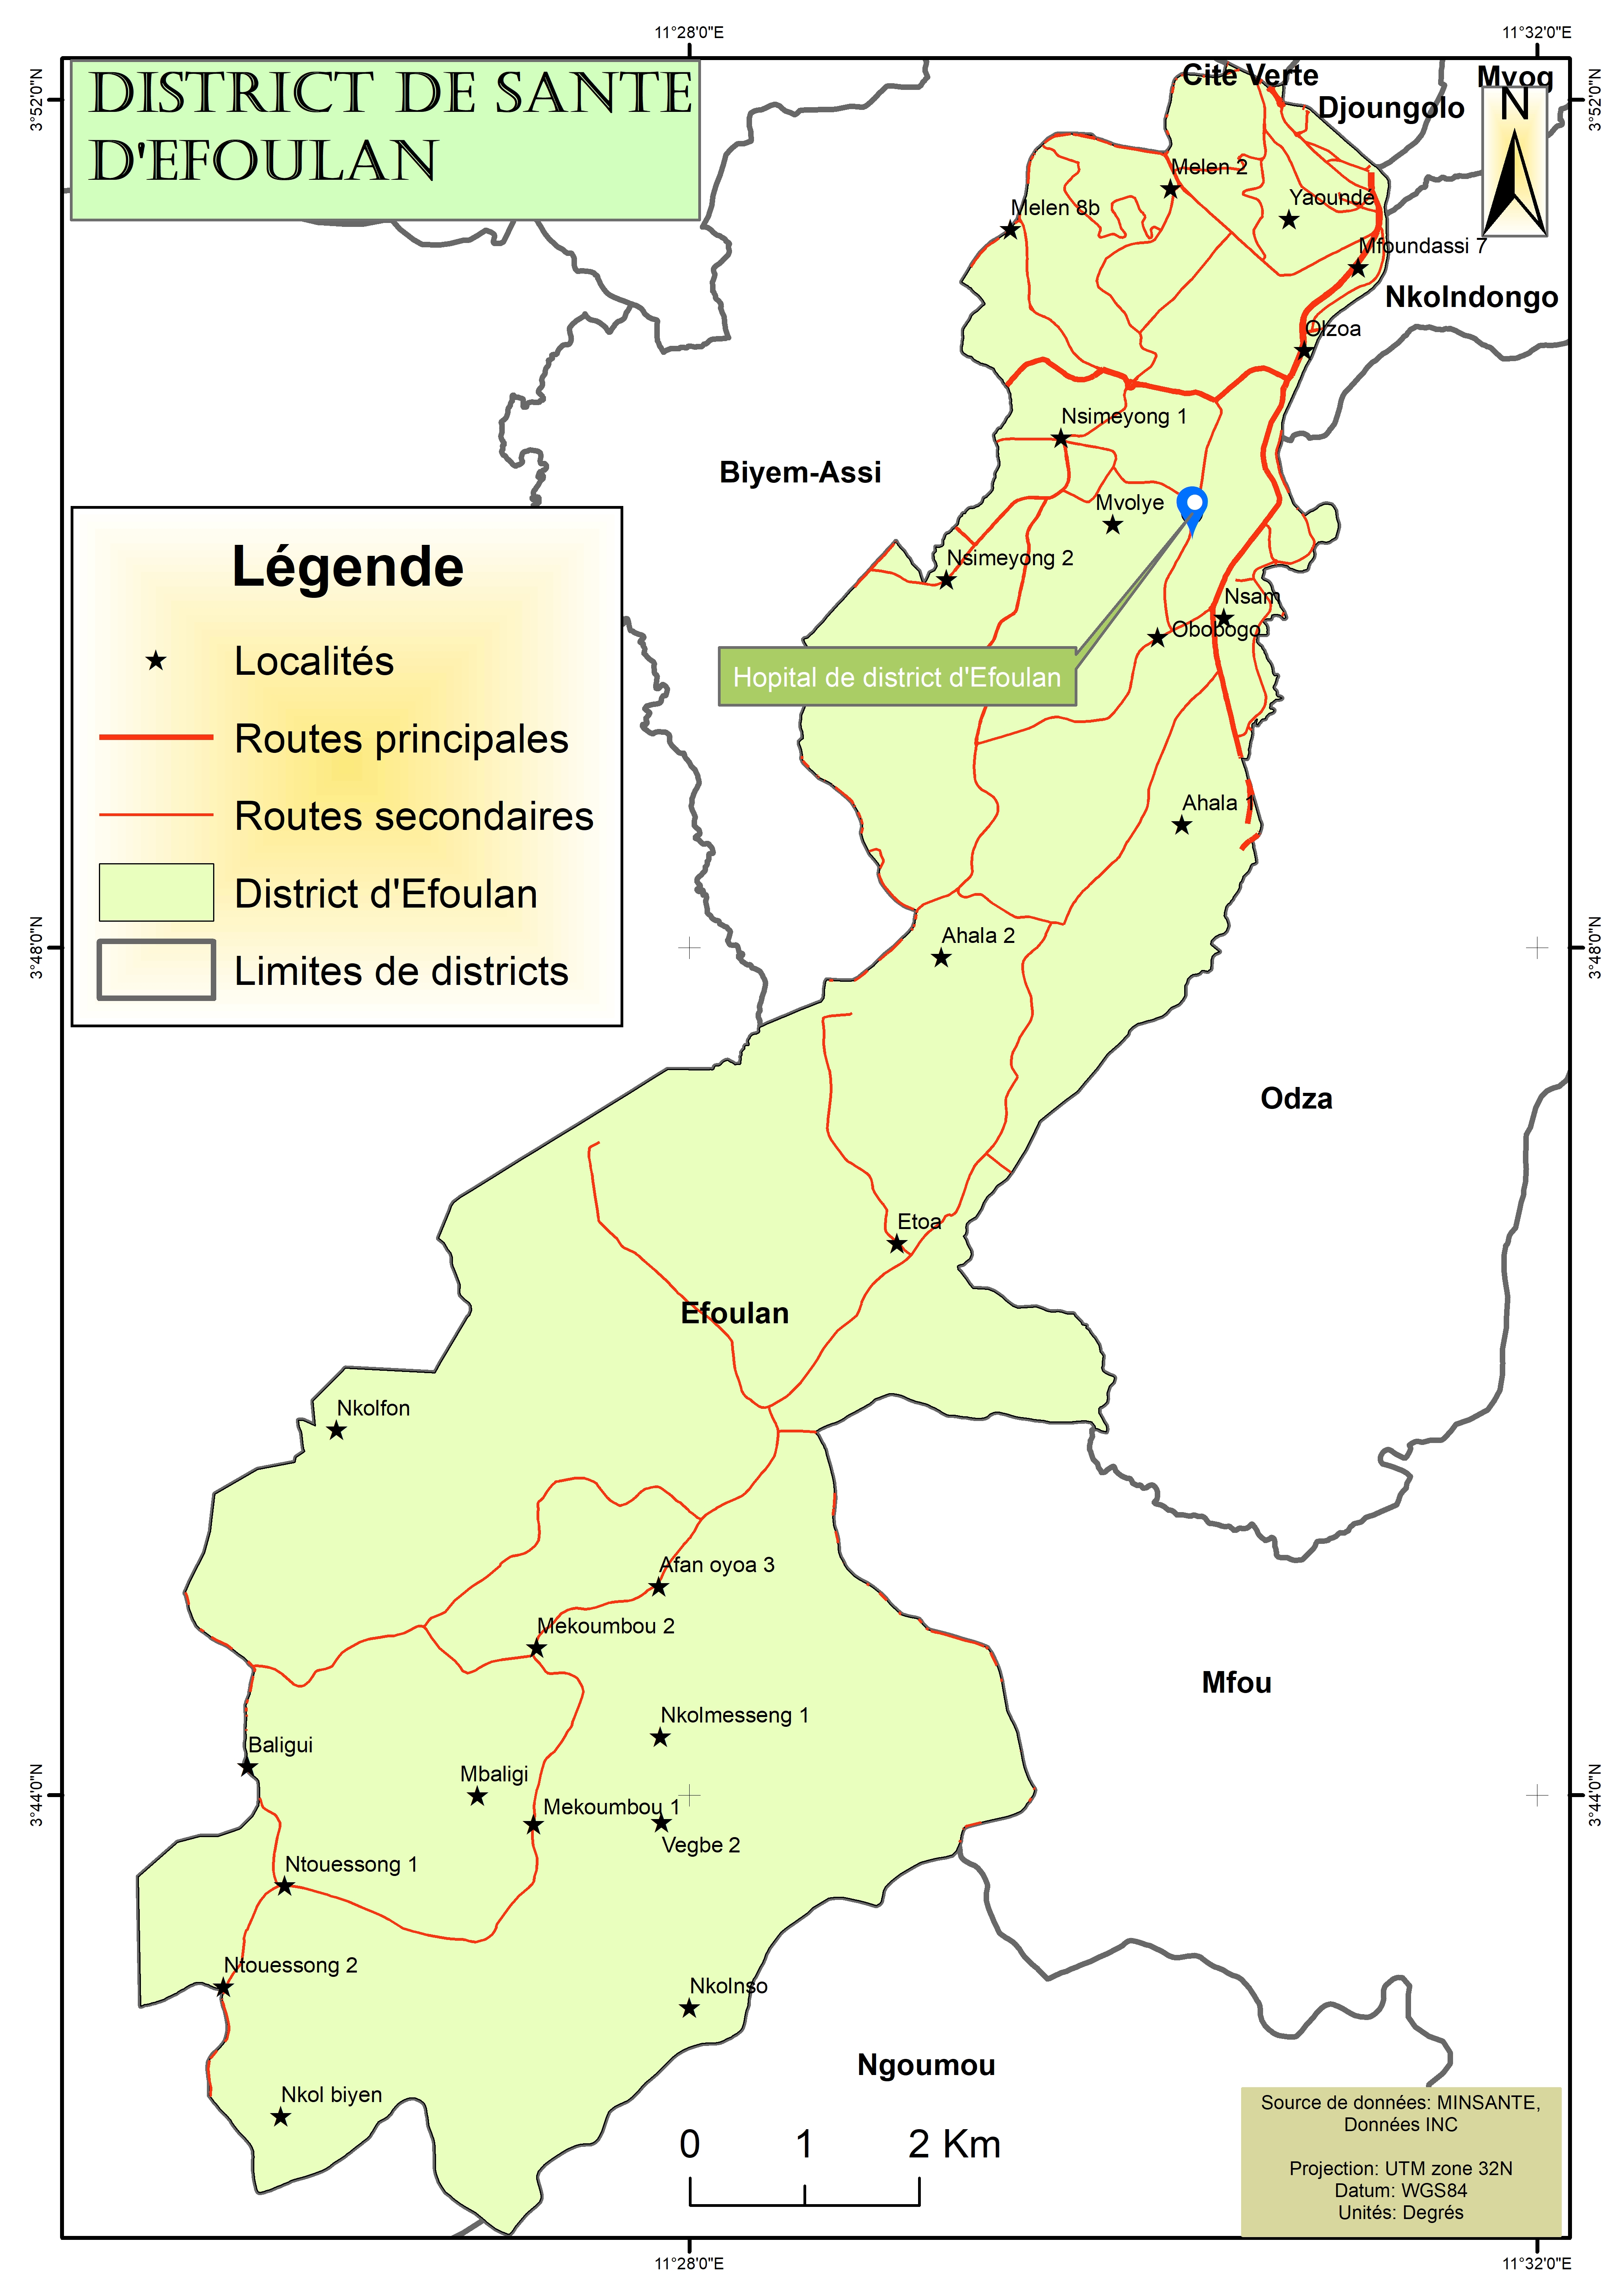 11°28'0"E
11°32'0"E
DISTRICT DE SANTE
D'EFOULAN
3°52'0"N
3°52'0"N
Cité Verte
Mvog
Djoungolo
N
Melen 2
Yaoundé
Melen 8b
Mfoundassi 7
Nkolndongo
Olzoa
Nsimeyong 1
Biyem-Assi
Mvolye
Nsimeyong 2
Nsam
Obobogo
Hopital de district d'Efoulan
Légende
Localités
Routes principales
Routes secondaires
District d'Efoulan
Limites de districts
Ahala 1
Ahala 2
3°48'0"N
3°48'0"N
Odza
Etoa
Efoulan
Nkolfon
Afan oyoa 3
Mekoumbou 2
Mfou
Nkolmesseng 1
Baligui
Mbaligi
3°44'0"N
3°44'0"N
Mekoumbou 1
Vegbe 2
Ntouessong 1
Ntouessong 2
Nkolnso
Ngoumou
Nkol biyen
0 1 2 Km
Source de données: MINSANTE,
Données INC
Projection: UTM zone 32N
Datum: WGS84
Unités: Degrés
11°28'0"E
11°32'0"E